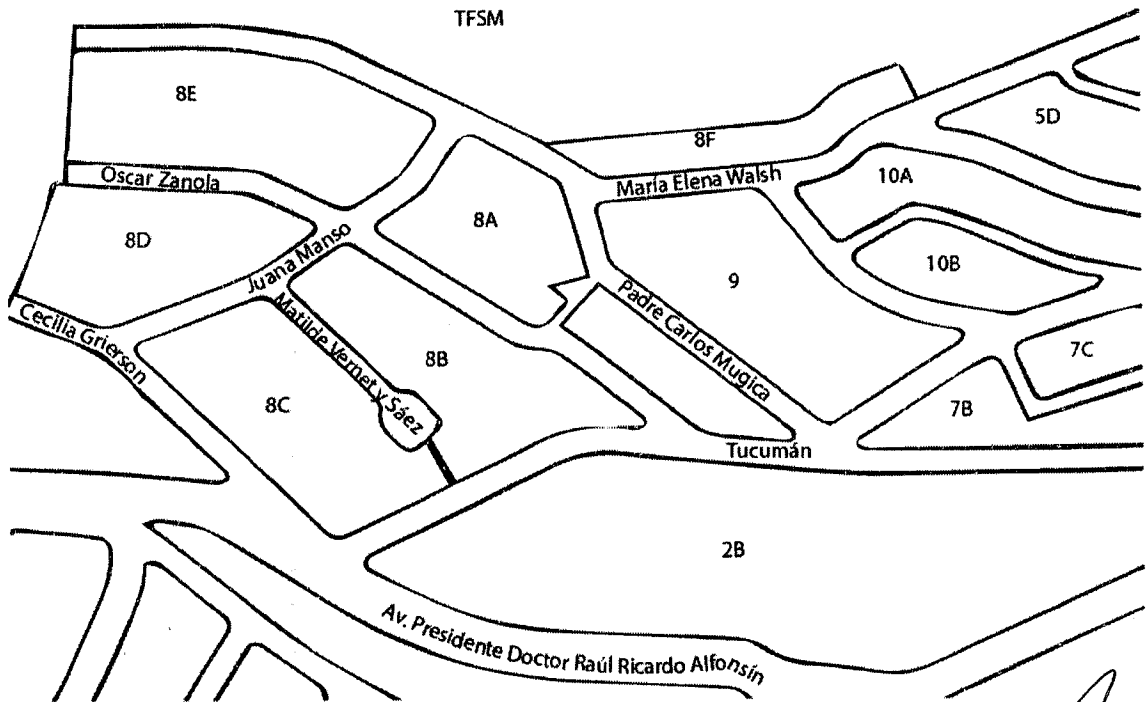 TFSM
8E
5D
8F
Oscar Zanola
María Elena Walsh
10A
8A
8D
Juana Manso
10B
9
Cecilia Grierson
Matilde Vernet y Sáez
Padre Carlos Mugica
8B
7C
8C
7B
Tucumán
2B
Av. Presidente Doctor Raúl Ricardo Alfonsín